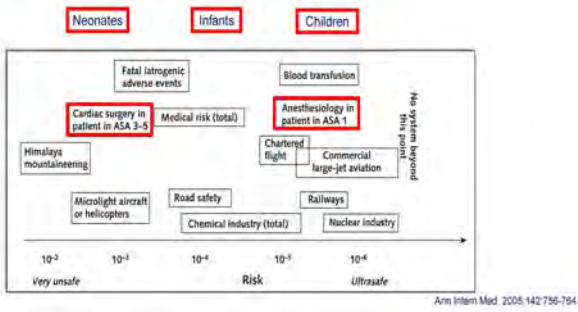 Neonates Infants Children
Fatal iatrogenic
adverse events
Blood transfusion
Cardiac surgery in
patient in ASA 3–5
Medical risk (total)
Anesthesiology in
patient in ASA 1
No system beyond
this point
Himalaya
mountaineering
Chartered
flight
Commercial
large-jet aviation
Microlight aircraft
or helicopters
Road safety
Railways
Chemical industry (total)
Nuclear industry
10-2 10-3 10-4 10-5 10-6
Very unsafe Risk Ultrasafe
Ann Intern Med. 2005;142:756-764